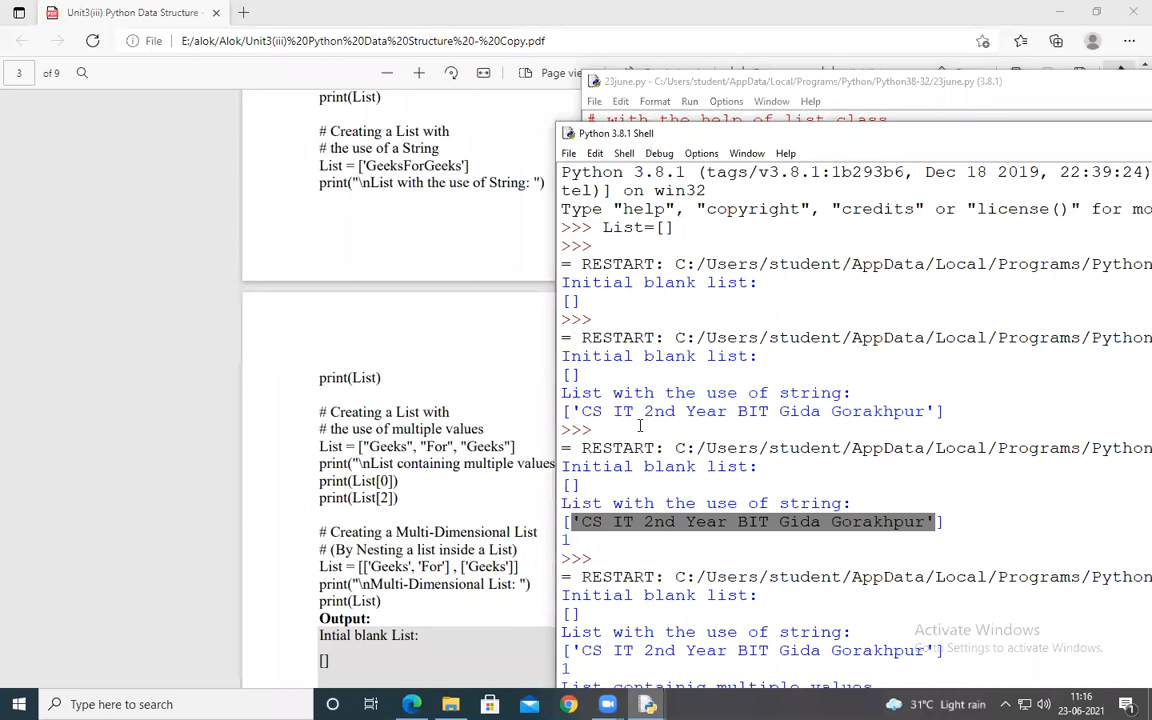 Unit3(iii) Python Data Structure -
File E:/alok/Alok/Unit3(iii)%20Python%20Data%20Structure%20-%20Copy.pdf
3 of 9
Page
print(List)
# Creating a List with
# the use of a String
List = ['GeeksForGeeks']
print("\nList with the use of String: ")
print(List)
# Creating a List with
# the use of multiple values
List = ["Geeks", "For", "Geeks"]
print("\nList containing multiple values
print(List[0])
print(List[2])
# Creating a Multi-Dimensional List
# (By Nesting a list inside a List)
List = [['Geeks', 'For'] , ['Geeks']]
print("\nMulti-Dimensional List: ")
print(List)
Output:
Intial blank List:
[]
23june.py - C:/Users/student/AppData/Local/Programs/Python/Python38-32/23june.py (3.8.1)
File Edit Format Run Options Window Help
# with the help of list class
Python 3.8.1 Shell
File Edit Shell Debug Options Window Help
Python 3.8.1 (tags/v3.8.1:1b293b6, Dec 18 2019, 22:39:24)
tel)] on win32
Type "help", "copyright", "credits" or "license()" for mo
>>> List=[]
>>>
= RESTART: C:/Users/student/AppData/Local/Programs/Python
Initial blank list:
[]
>>>
= RESTART: C:/Users/student/AppData/Local/Programs/Python
Initial blank list:
[]
List with the use of string:
['CS IT 2nd Year BIT Gida Gorakhpur']
>>>
= RESTART: C:/Users/student/AppData/Local/Programs/Python
Initial blank list:
[]
List with the use of string:
['CS IT 2nd Year BIT Gida Gorakhpur']
1
>>>
= RESTART: C:/Users/student/AppData/Local/Programs/Python
Initial blank list:
[]
List with the use of string:
['CS IT 2nd Year BIT Gida Gorakhpur']
1
List containig multiple values
Activate Windows
Go to Settings to activate Windows.
Type here to search
31°C Light rain
11:16
23-06-2021
1